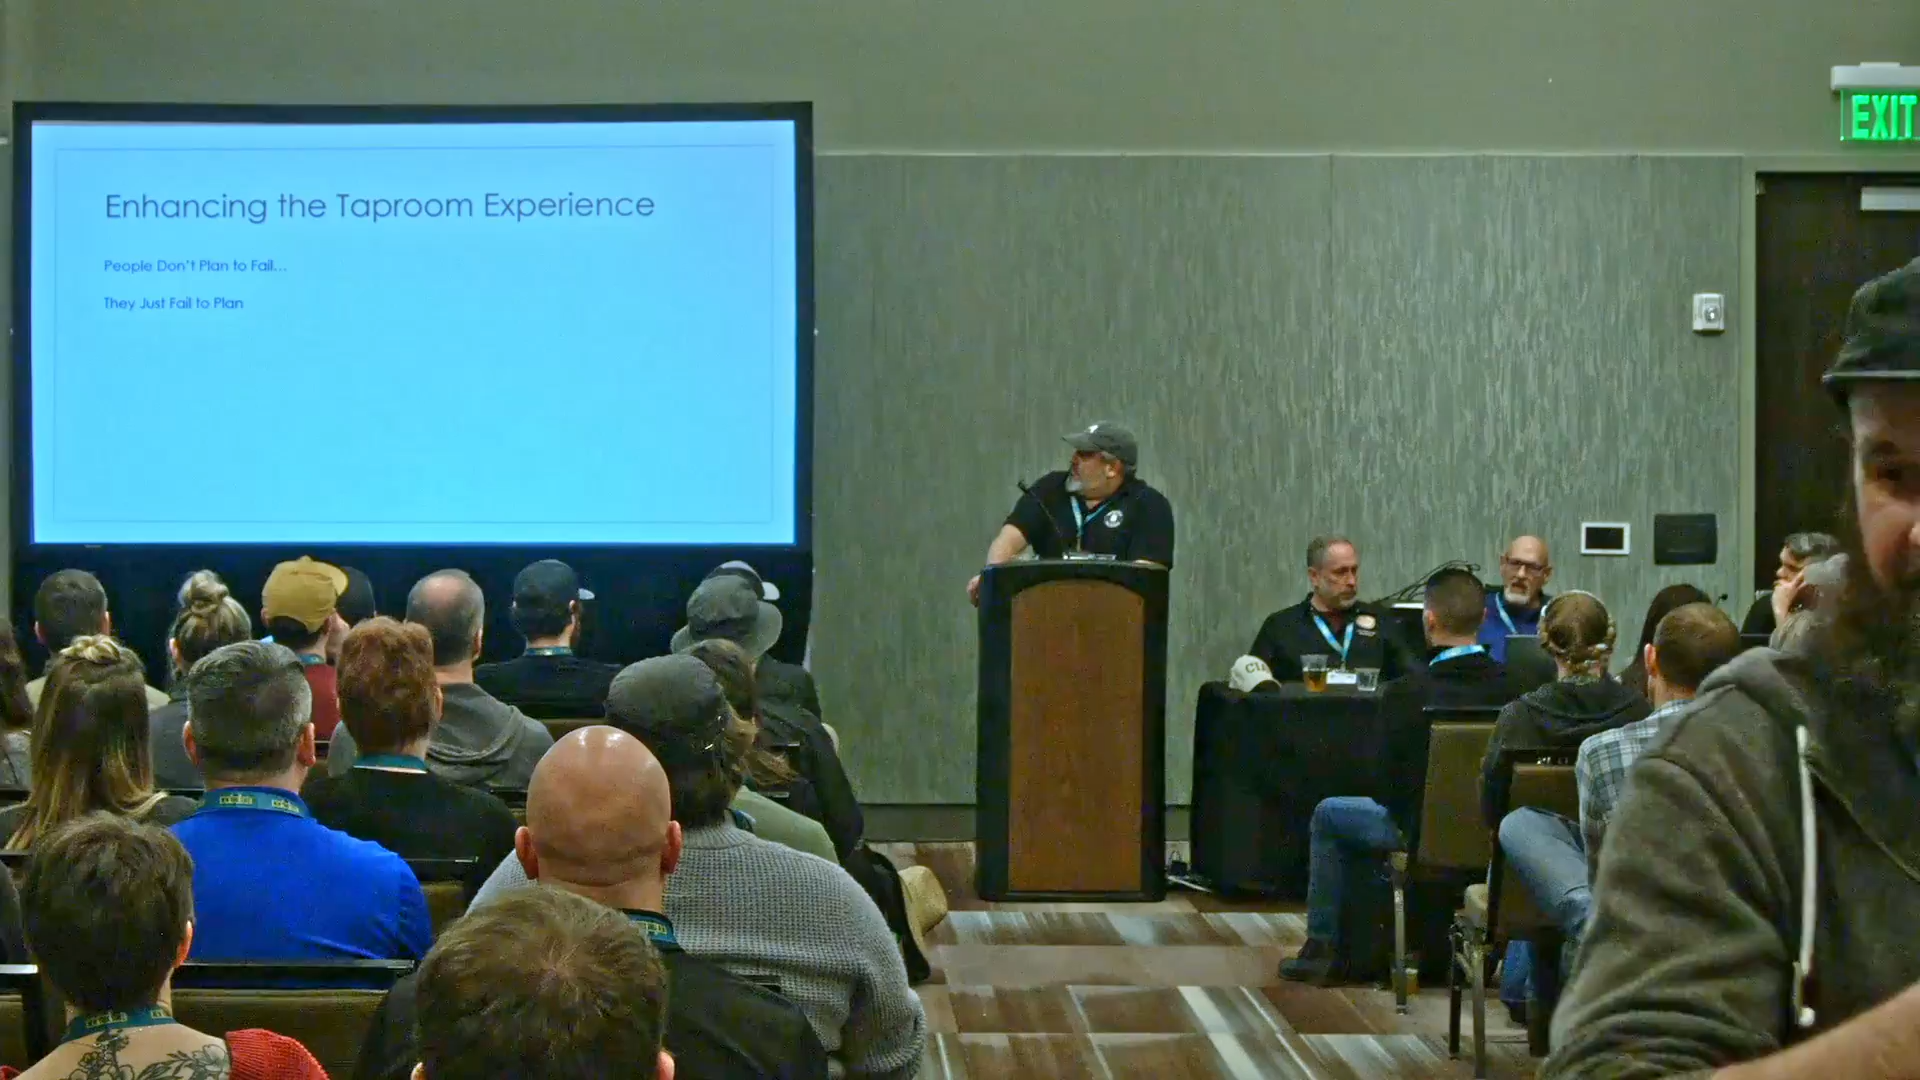 Enhancing the Taproom Experience
People Don't Plan to Fail...
They Just Fail to Plan
EXIT